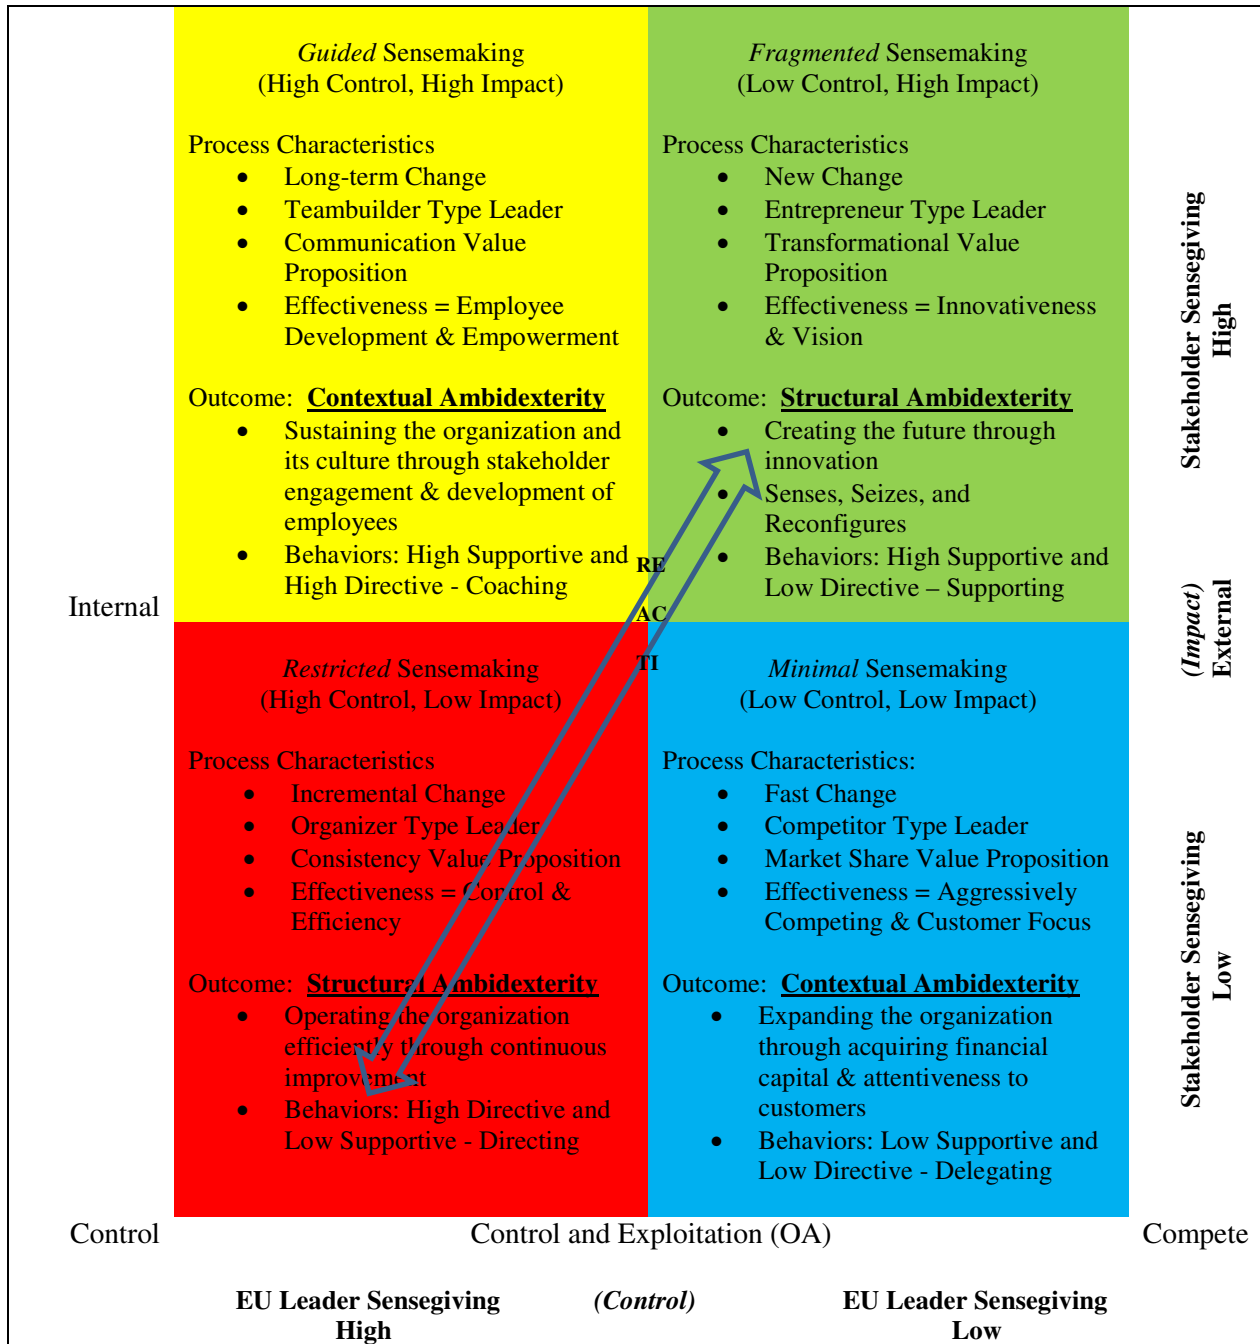 Guided Sensemaking
(High Control, High Impact)
Process Characteristics
• Long-term Change
• Teambuilder Type Leader
• Communication Value
Proposition
• Effectiveness = Employee
Development & Empowerment
Outcome: Contextual Ambidexterity
• Sustaining the organization and
its culture through stakeholder
engagement & development of
employees
• Behaviors: High Supportive and
High Directive - Coaching
Fragmented Sensemaking
(Low Control, High Impact)
Process Characteristics
• New Change
• Entrepreneur Type Leader
• Transformational Value
Proposition
• Effectiveness = Innovativeness
& Vision
Outcome: Structural Ambidexterity
• Creating the future through
innovation
• Senses, Seizes, and
Reconfigures
• Behaviors: High Supportive and
Low Directive – Supporting
Stakeholder Sensegiving
High
RE
AC
TI
Internal
(Impact)
External
Restricted Sensemaking
(High Control, Low Impact)
Process Characteristics
• Incremental Change
• Organizer Type Leader
• Consistency Value Proposition
• Effectiveness = Control &
Efficiency
Outcome: Structural Ambidexterity
• Operating the organization
efficiently through continuous
improvement
• Behaviors: High Directive and
Low Supportive - Directing
Minimal Sensemaking
(Low Control, Low Impact)
Process Characteristics:
• Fast Change
• Competitor Type Leader
• Market Share Value Proposition
• Effectiveness = Aggressively
Competing & Customer Focus
Outcome: Contextual Ambidexterity
• Expanding the organization
through acquiring financial
capital & attentiveness to
customers
• Behaviors: Low Supportive and
Low Directive - Delegating
Stakeholder Sensegiving
Low
Control
Control and Exploitation (OA)
Compete
EU Leader Sensegiving
High
(Control)
EU Leader Sensegiving
Low